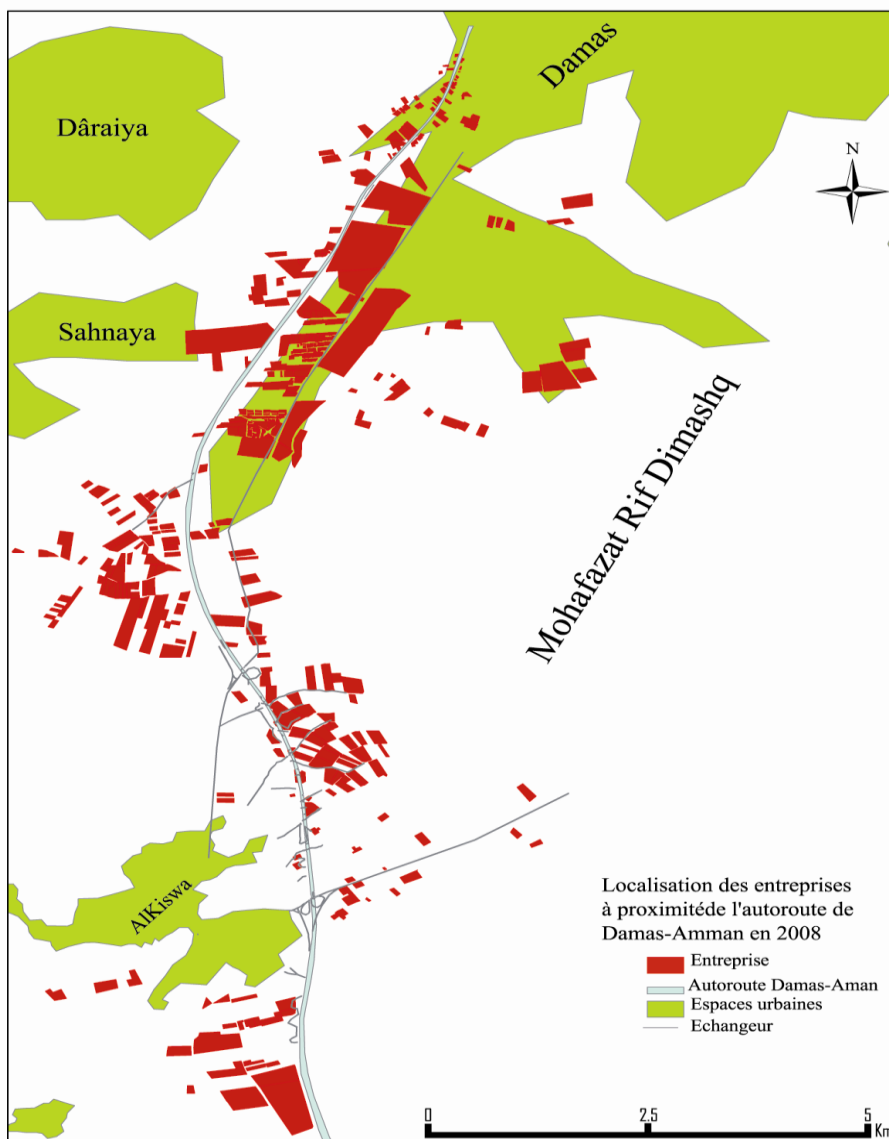 Damas
Dâraiya
N
Sahnaya
Mohafazat Rif Dimashq
AlKiswa
Localisation des entreprises
à proximitéde l'autoroute de
Damas-Amman en 2008
Entreprise
Autoroute Damas-Aman
Espaces urbaines
Echangeur
0 2.5 5
Km